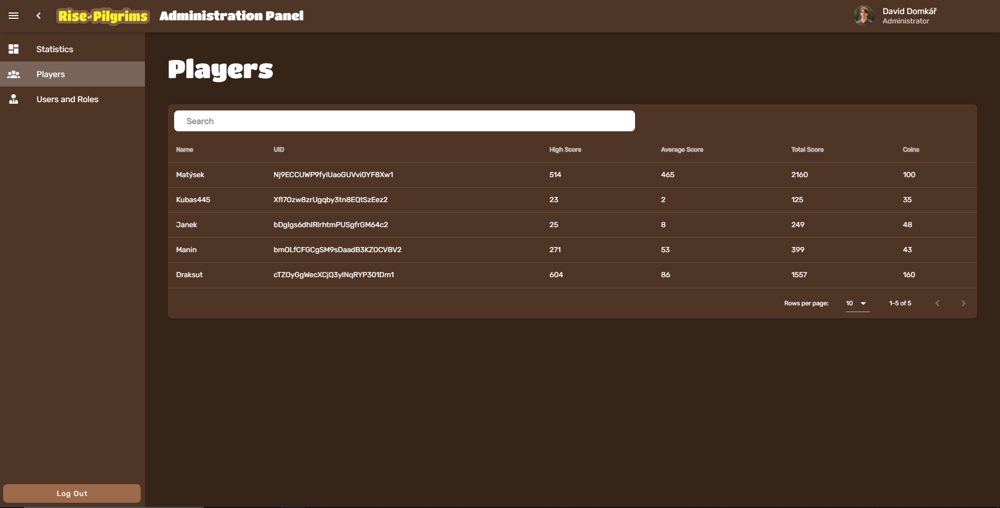 Rise of Pilgrims Administration Panel
David Domkář
Administrator
Statistics
Players
Users and Roles
Log Out
Players
Search
Name UID High Score Average Score Total Score Coins
Matýsek Nj9ECCUWP9fylUaoGUVvi0YF8Xw1 514 465 2160 100
Kubas445 Xfl7Ozw8zrUgqby3tn8EQtSzEez2 23 2 125 35
Janek bDglgs6dhlRlrhtmPUSgfrGM64c2 25 8 249 48
Manin bmOLfCFGCgSM9sDaadB3KZOCVBV2 271 53 399 43
Draksut cTZOyGgWecXCjQ3ylNqRYP301Dm1 604 86 1557 160
Rows per page: 10 1-5 of 5